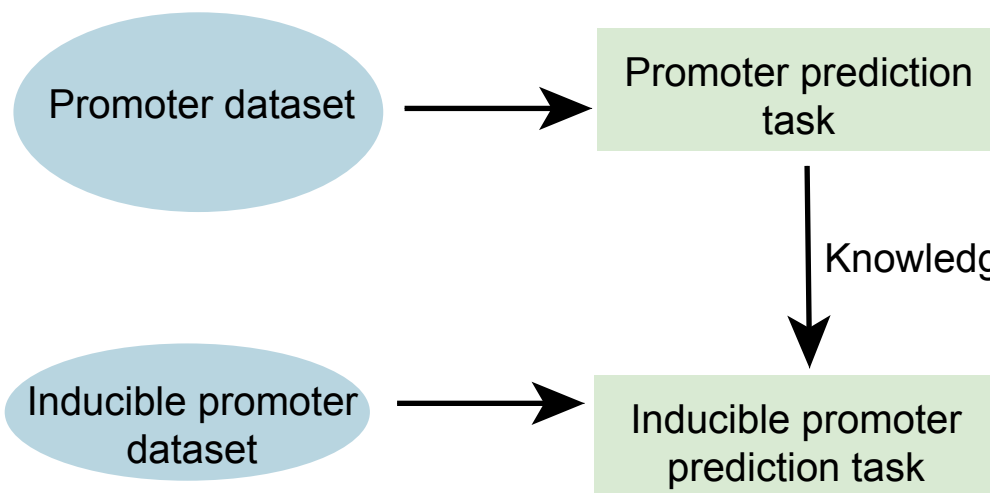 Promoter dataset
Promoter prediction
task
Knowledg
Inducible promoter
dataset
Inducible promoter
prediction task